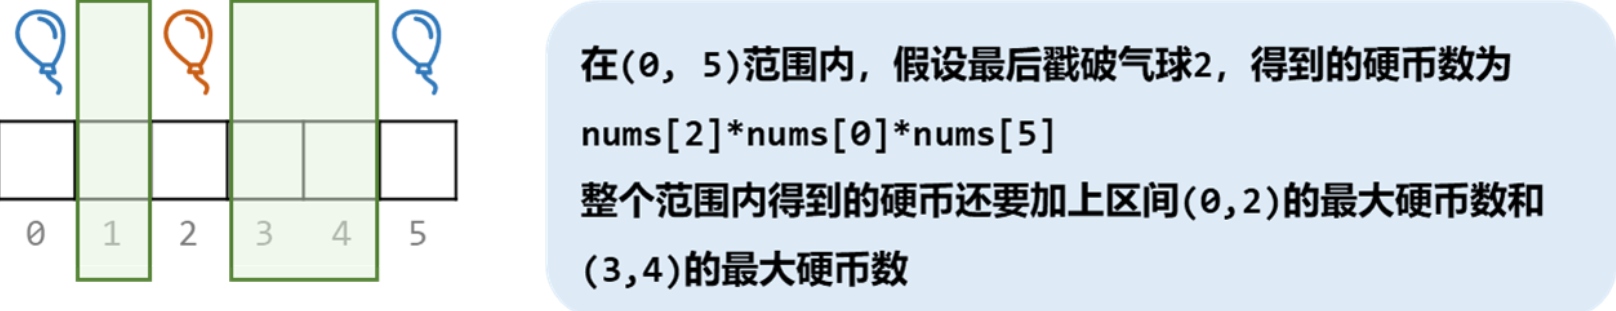 在(0, 5)范围内，假设最后戳破气球2，得到的硬币数为
nums[2]*nums[0]*nums[5]
整个范围内得到的硬币还要加上区间(0,2)的最大硬币数和
(3,4)的最大硬币数
0 1 2 3 4 5